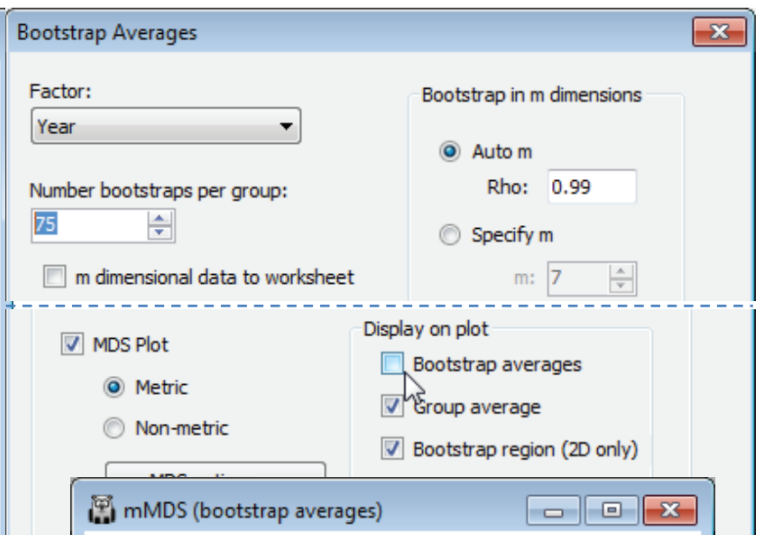 Bootstrap Averages
Factor:
Year
Number bootstraps per group:
75
m dimensional data to worksheet
Bootstrap in m dimensions
Auto m
Rho: 0.99
Specify m
m: 7
MDS Plot
Metric
Non-metric
Display on plot
Bootstrap averages
Group average
Bootstrap region (2D only)
mMDS (bootstrap averages)